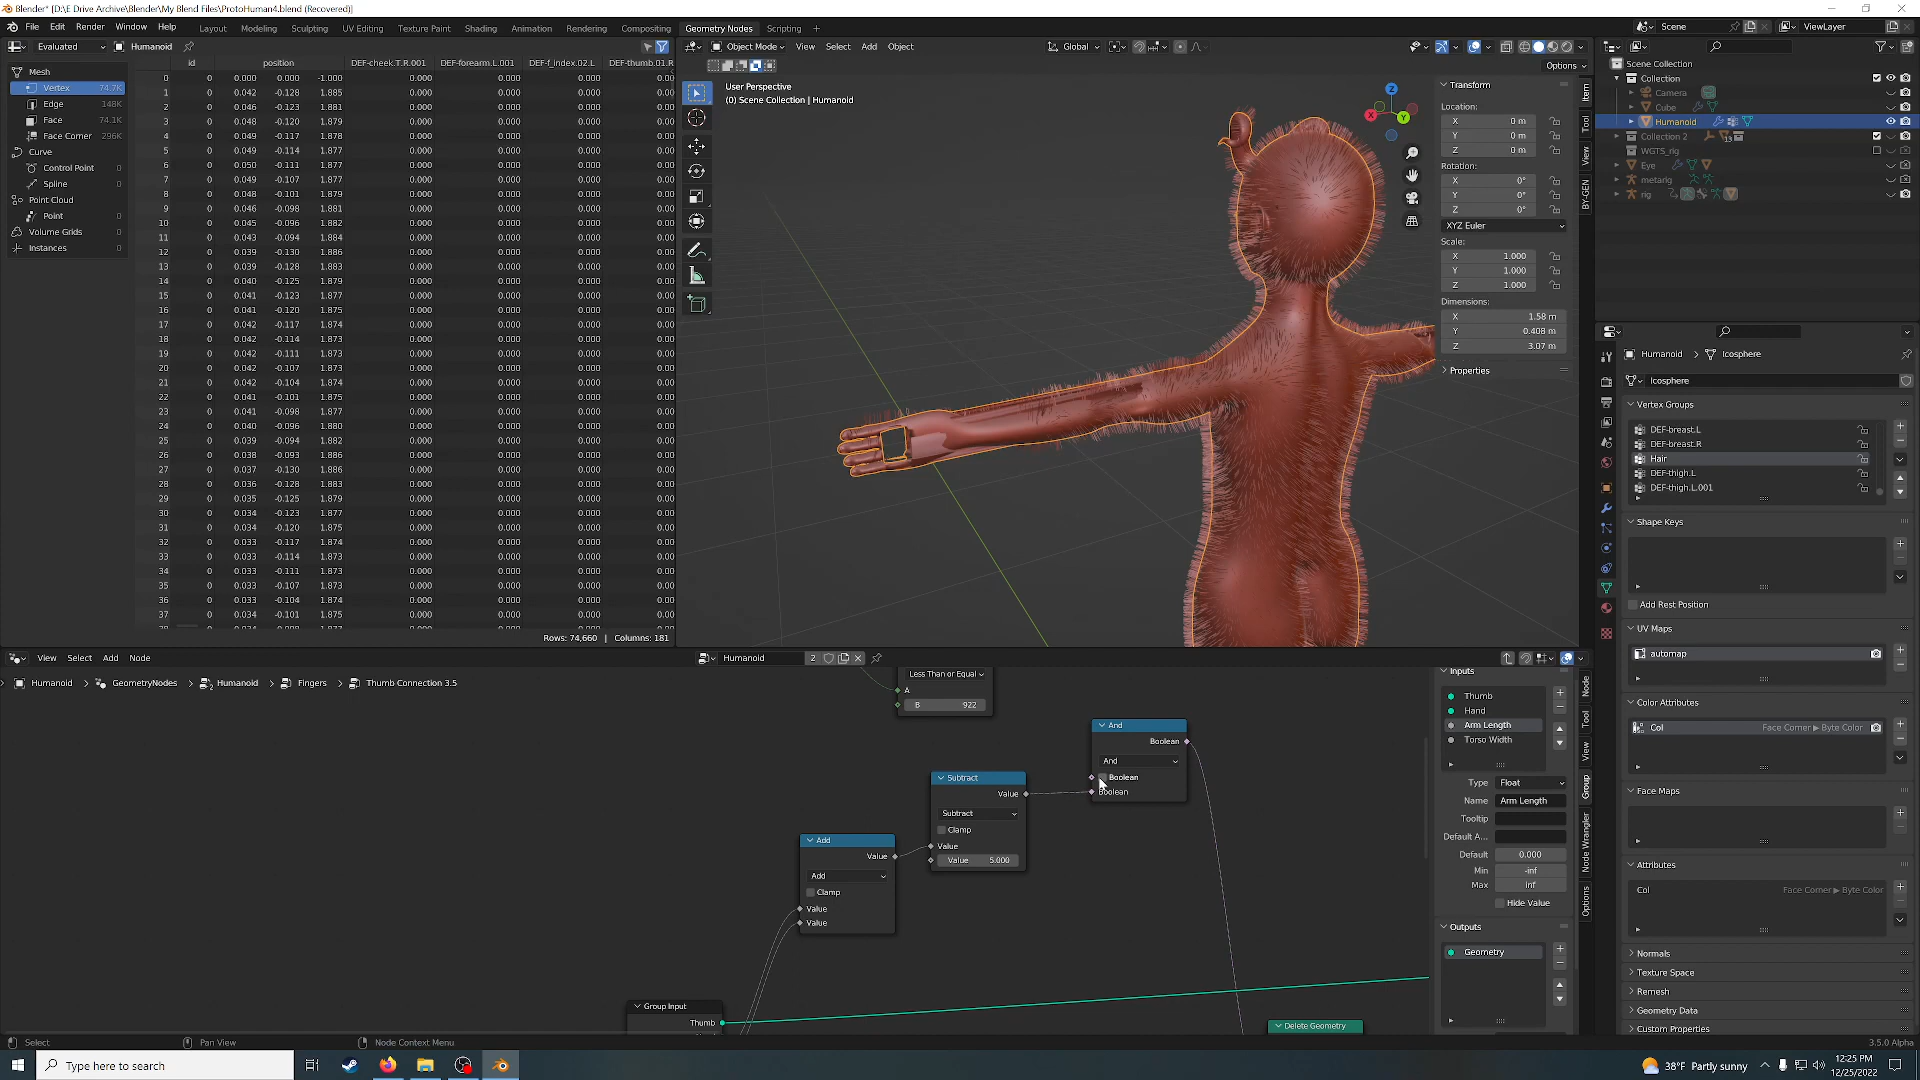 Blender* [D:\E Drive Archive\Blender\My Blend Files\ProtoHuman4.blend (Recovered)]
File Edit Render Window Help Layout Modeling Sculpting UV Editing Texture Paint Shading Animation Rendering Compositing Geometry Nodes Scripting + Scene ViewLayer
Evaluated Humanoid Object Mode View Select Add Object Global
id position DEF-cheek.T.R.001 DEF-forearm.L.001 DEF-f_index.02.L DEF-thumb.01.R
Options
Mesh
Vertex 74.7K
Edge 148K
Face 74.1K
Face Corner 296K
Curve
Control Point 0
Spline 0
Point Cloud
Point 0
Volume Grids 0
Instances 0
0 0 0.000 0.000 -1.000 0.000 0.000 0.000 0.00
1 0 0.042 -0.128 1.885 0.000 0.000 0.000 0.00
2 0 0.046 -0.123 1.881 0.000 0.000 0.000 0.00
3 0 0.048 -0.120 1.879 0.000 0.000 0.000 0.00
4 0 0.049 -0.117 1.878 0.000 0.000 0.000 0.00
5 0 0.049 -0.115 1.878 0.000 0.000 0.000 0.00
6 0 0.050 -0.111 1.877 0.000 0.000 0.000 0.00
7 0 0.049 -0.107 1.877 0.000 0.000 0.000 0.00
8 0 0.048 -0.101 1.879 0.000 0.000 0.000 0.00
9 0 0.046 -0.098 1.881 0.000 0.000 0.000 0.00
10 0 0.045 -0.096 1.882 0.000 0.000 0.000 0.00
11 0 0.043 -0.094 1.884 0.000 0.000 0.000 0.00
12 0 0.039 -0.130 1.886 0.000 0.000 0.000 0.00
13 0 0.039 -0.128 1.883 0.000 0.000 0.000 0.00
14 0 0.040 -0.125 1.879 0.000 0.000 0.000 0.00
15 0 0.041 -0.123 1.877 0.000 0.000 0.000 0.00
16 0 0.041 -0.120 1.875 0.000 0.000 0.000 0.00
17 0 0.042 -0.117 1.874 0.000 0.000 0.000 0.00
18 0 0.042 -0.114 1.873 0.000 0.000 0.000 0.00
19 0 0.042 -0.111 1.873 0.000 0.000 0.000 0.00
20 0 0.042 -0.107 1.873 0.000 0.000 0.000 0.00
21 0 0.042 -0.104 1.874 0.000 0.000 0.000 0.00
22 0 0.041 -0.101 1.875 0.000 0.000 0.000 0.00
23 0 0.041 -0.098 1.877 0.000 0.000 0.000 0.00
24 0 0.040 -0.096 1.880 0.000 0.000 0.000 0.00
25 0 0.039 -0.094 1.882 0.000 0.000 0.000 0.00
26 0 0.038 -0.093 1.886 0.000 0.000 0.000 0.00
27 0 0.037 -0.130 1.886 0.000 0.000 0.000 0.00
28 0 0.036 -0.128 1.883 0.000 0.000 0.000 0.00
29 0 0.035 -0.125 1.879 0.000 0.000 0.000 0.00
30 0 0.034 -0.123 1.877 0.000 0.000 0.000 0.00
31 0 0.034 -0.120 1.875 0.000 0.000 0.000 0.00
32 0 0.033 -0.117 1.874 0.000 0.000 0.000 0.00
33 0 0.033 -0.114 1.873 0.000 0.000 0.000 0.00
34 0 0.033 -0.111 1.873 0.000 0.000 0.000 0.00
35 0 0.033 -0.107 1.873 0.000 0.000 0.000 0.00
36 0 0.033 -0.104 1.874 0.000 0.000 0.000 0.00
37 0 0.034 -0.101 1.875 0.000 0.000 0.000 0.00
Rows: 74,660 | Columns: 181
User Perspective
(0) Scene Collection | Humanoid
Z
X
Y
Transform
Location:
X 0 m
Y 0 m
Z 0 m
Rotation:
X 0°
Y 0°
Z 0°
XYZ Euler
Scale:
X 1.000
Y 1.000
Z 1.000
Dimensions:
X 1.58 m
Y 0.408 m
Z 3.07 m
Properties
Item
Tool
View
BY-GEN
Scene Collection
Collection
Camera
Cube
Humanoid
Collection 2
WGTS_rig
Eye
metarig
rig
Humanoid > Icosphere
Icosphere
Vertex Groups
DEF-breast.L
DEF-breast.R
Hair
DEF-thigh.L
DEF-thigh.L.001
Shape Keys
Add Rest Position
UV Maps
automap
Color Attributes
Col Face Corner ▶ Byte Color
Face Maps
Attributes
Col Face Corner ▶ Byte Color
Normals
Texture Space
Remesh
Geometry Data
Custom Properties
View Select Add Node Humanoid 2
Humanoid > GeometryNodes > Humanoid > Fingers > Thumb Connection 3.5
Less Than or Equal
A
B 922
And
Boolean
And
Boolean
Boolean
Subtract
Value
Subtract
Clamp
Value
Value 5.000
Add
Value
Add
Clamp
Value
Value
Group Input
Thumb
Delete Geometry
Inputs
Thumb
Hand
Arm Length
Torso Width
Type Float
Name Arm Length
Tooltip
Default A...
Default 0.000
Min -inf
Max inf
Hide Value
Outputs
Geometry
Node
Tool
View
Group
Node Wrangler
Options
Select Pan View Node Context Menu 3.5.0 Alpha
Type here to search
38°F Partly sunny
12:25 PM
12/25/2022